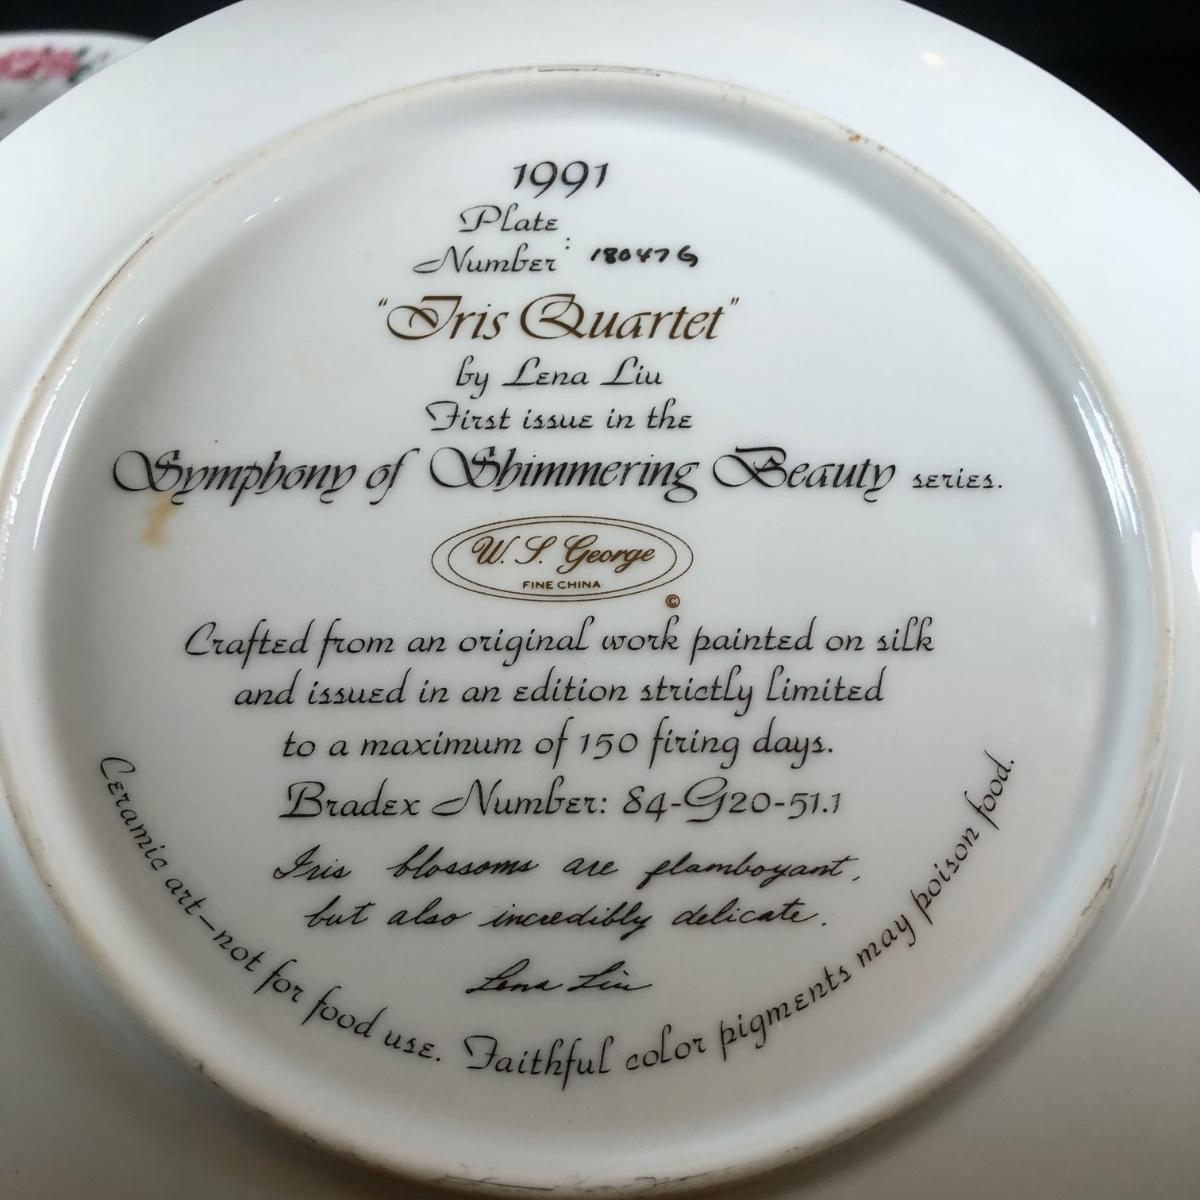 1991
Plate
Number: 18047G
"Iris Quartet"
by Lena Liu
First issue in the
Symphony of Shimmering Beauty series.
W. S. George
FINE CHINA
©
Crafted from an original work painted on silk
and issued in an edition strictly limited
to a maximum of 150 firing days.
Bradex Number: 84-G20-51.1
Iris blossoms are flamboyant,
but also incredibly delicate.
Lena Liu
Ceramic art—not for food use. Faithful color pigments may poison food.